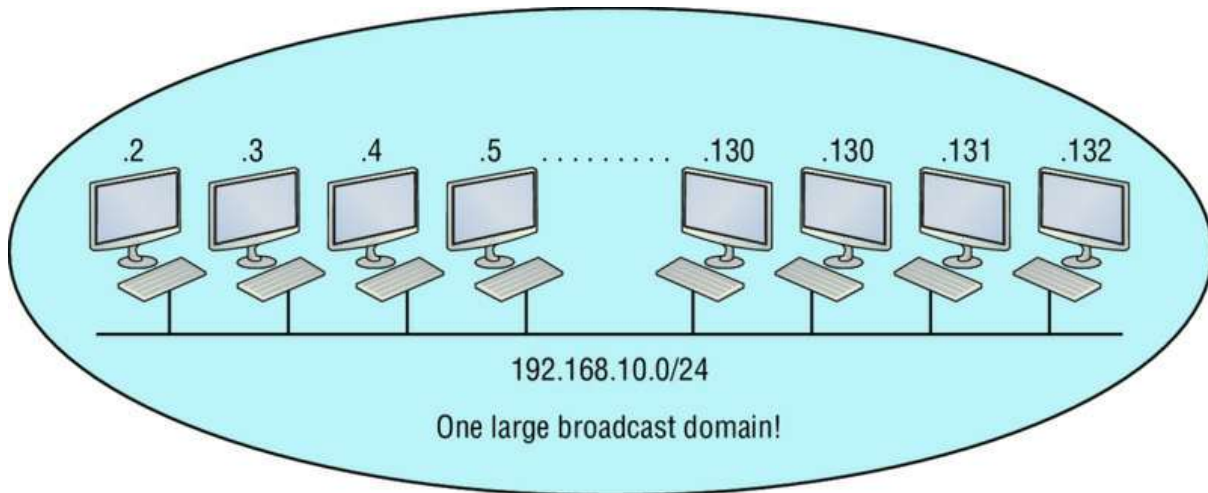 .2 .3 .4 .5 ......... .130 .130 .131 .132
192.168.10.0/24
One large broadcast domain!